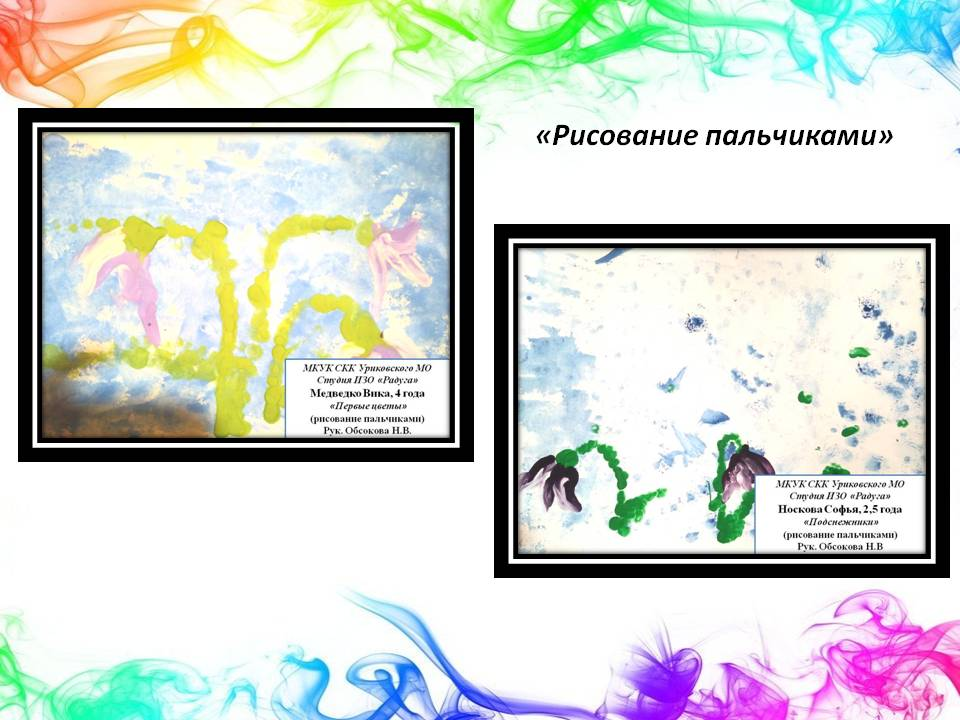 «Рисование пальчиками»
МКУК СКК Уриковского МО
Студия ИЗО «Радуга»
Медведко Вика, 4 года
«Первые цветы»
(рисование пальчиками)
Рук. Обсокова Н.В.
МКУК СКК Уриковского МО
Студия ИЗО «Радуга»
Носкова Софья, 2,5 года
«Подснежники»
(рисование пальчиками)
Рук. Обсокова Н.В